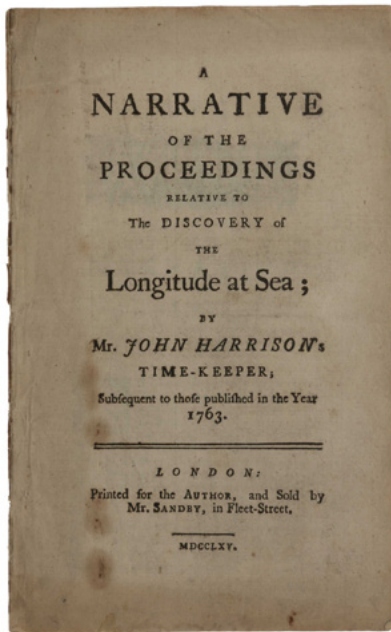 A
NARRATIVE
OF THE
PROCEEDINGS
RELATIVE TO
The DISCOVERY of
THE
Longitude at Sea;
BY
Mr. JOHN HARRISON's
TIME-KEEPER;
Subſequent to thoſe publiſhed in the Year
1763.
LONDON:
Printed for the AUTHOR, and Sold by
Mr. SANDBY, in Fleet-Street.
MDCCLXV.